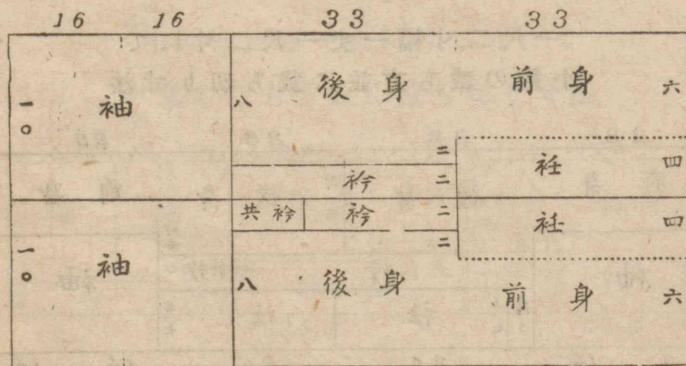 16 16 33 33
一〇 袖 八 後身 前身 六
二 衽 四
衿 二
共衿 衿 二 衽 四
二
一〇 袖 八 後身 前身 六